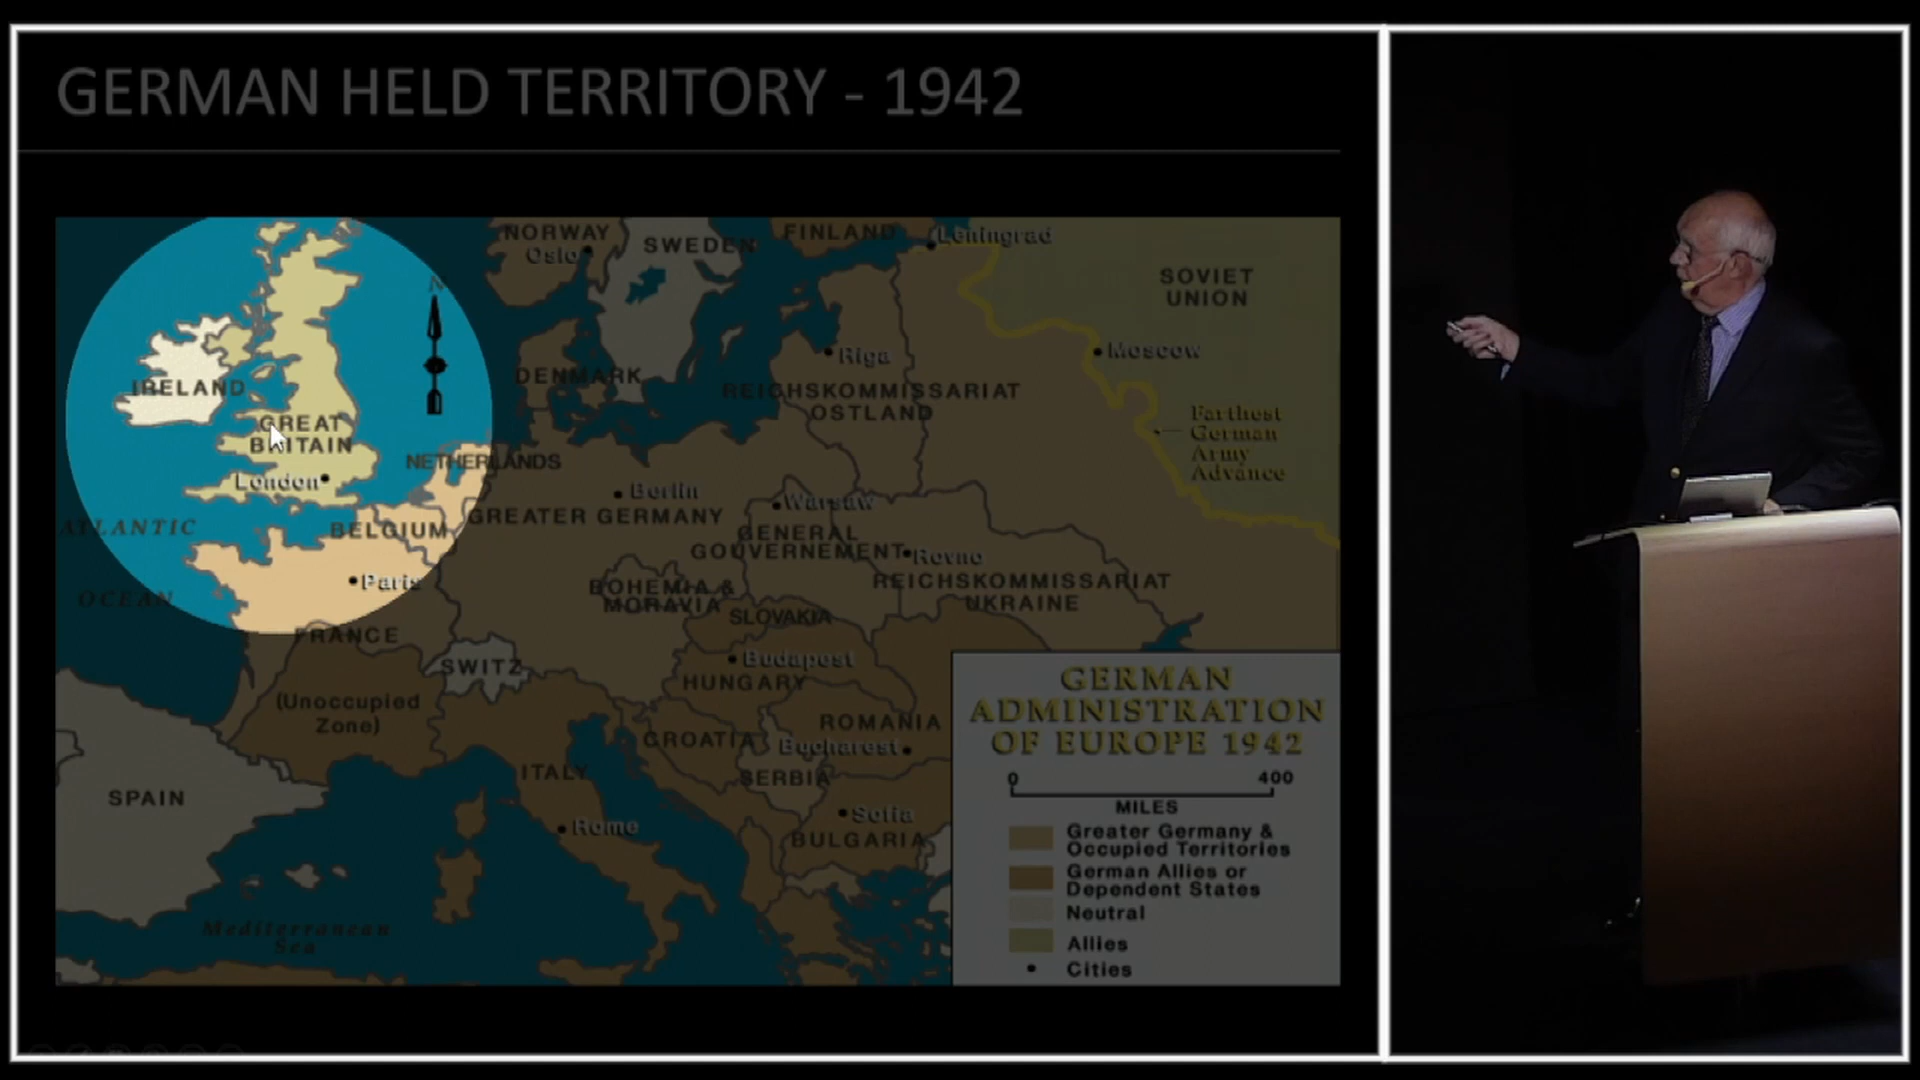 GERMAN HELD TERRITORY - 1942
NORWAY
Oslo
SWEDEN
FINLAND
Leningrad
SOVIET
UNION
N
Riga
Moscow
IRELAND
DENMARK
REICHSKOMMISSARIAT
OSTLAND
GREAT
BRITAIN
Farthest
German
Army
Advance
NETHERLANDS
London
Berlin
Warsaw
ATLANTIC
BELGIUM
GREATER GERMANY
GENERAL
GOUVERNEMENT
Rovno
Paris
OCEAN
BOHEMIA &
MORAVIA
REICHSKOMMISSARIAT
UKRAINE
SLOVAKIA
FRANCE
SWITZ
Budapest
HUNGARY
(Unoccupied
Zone)
ROMANIA
CROATIA
Bucharest
ITALY
SERBIA
SPAIN
Rome
Sofia
BULGARIA
Mediterranean
Sea
GERMAN
ADMINISTRATION
OF EUROPE 1942
0 400
MILES
Greater Germany &
Occupied Territories
German Allies or
Dependent States
Neutral
Allies
Cities